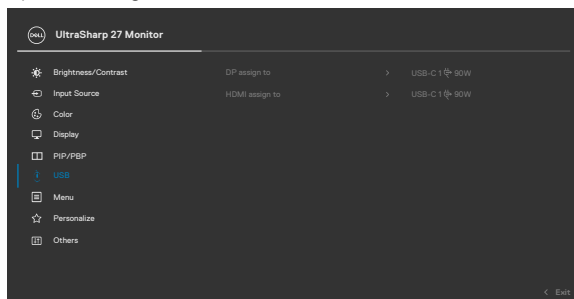 DELL UltraSharp 27 Monitor
Brightness/Contrast DP assign to > USB-C 1 90W
Input Source HDMI assign to > USB-C 1 90W
Color
Display
PIP/PBP
USB
Menu
Personalize
Others
< Exit